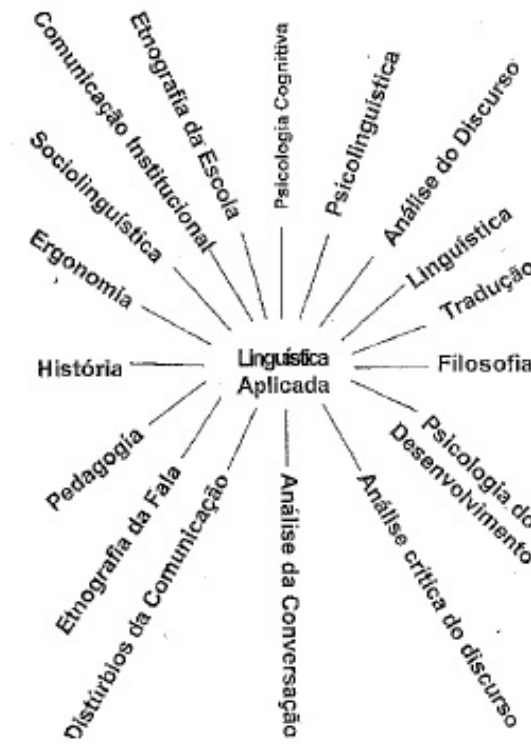 Etnografia da Escola
Comunicação Institucional
Sociolinguística
Ergonomia
História
Pedagogia
Etnografia da Fala
Distúrbios da Comunicação
Análise da Conversação
Análise crítica do discurso
Psicologia do
Desenvolvimento
Filosofia
Tradução
Linguística
Análise do Discurso
Psicolinguística
Psicologia Cognitiva
Linguística
Aplicada